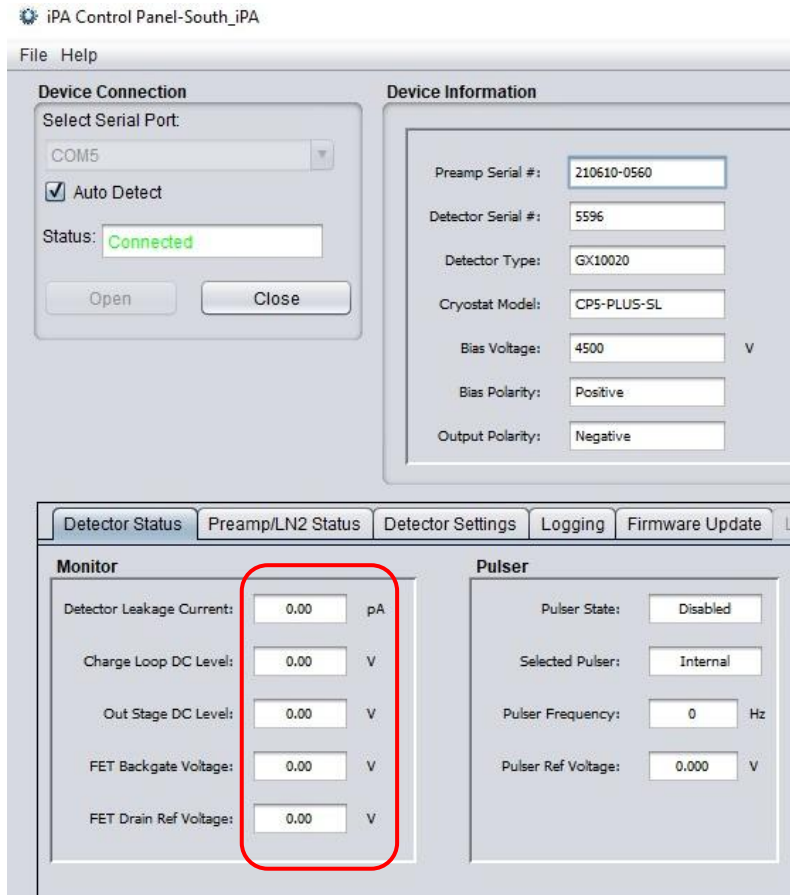 iPA Control Panel-South_iPA
File Help
Device Connection
Select Serial Port:
COM5
Auto Detect
Status: Connected
Open Close
Device Information
Preamp Serial #: 210610-0560
Detector Serial #: 5596
Detector Type: GX10020
Cryostat Model: CP5-PLUS-SL
Bias Voltage: 4500 V
Bias Polarity: Positive
Output Polarity: Negative
Detector Status Preamp/LN2 Status Detector Settings Logging Firmware Update
Monitor
Detector Leakage Current: 0.00 pA
Charge Loop DC Level: 0.00 V
Out Stage DC Level: 0.00 V
FET Backgate Voltage: 0.00 V
FET Drain Ref Voltage: 0.00 V
Pulser
Pulser State: Disabled
Selected Pulser: Internal
Pulser Frequency: 0 Hz
Pulser Ref Voltage: 0.000 V